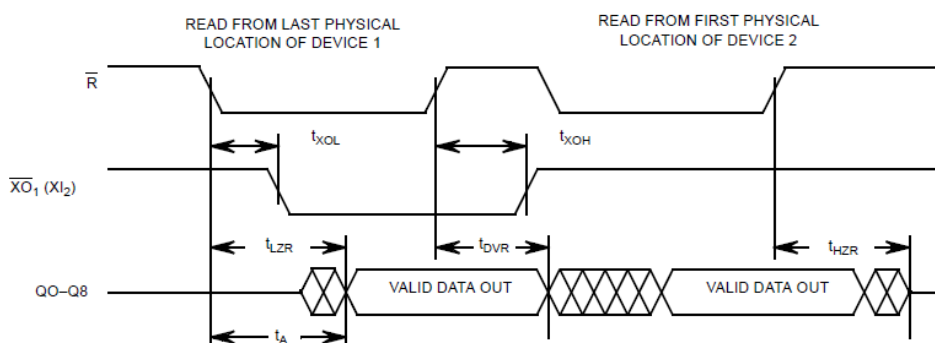 READ FROM LAST PHYSICAL
LOCATION OF DEVICE 1
READ FROM FIRST PHYSICAL
LOCATION OF DEVICE 2
R̅
tXOL
tXOH
X̅O̅1 (XI2)
tLZR
tDVR
tHZR
QO–Q8
VALID DATA OUT
VALID DATA OUT
tA